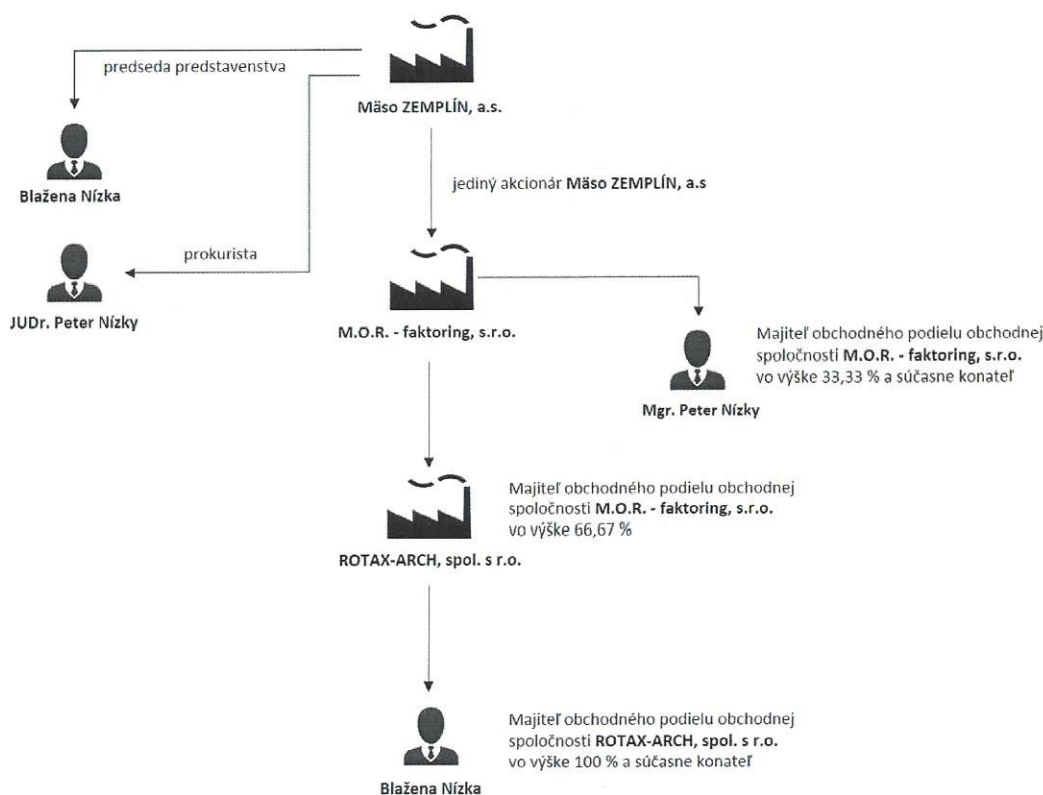 predseda predstavenstva
Mäso ZEMPLÍN, a.s.
Blažena Nízka
jediný akcionár Mäso ZEMPLÍN, a.s
prokurista
JUDr. Peter Nízky
M.O.R. - faktoring, s.r.o.
Majiteľ obchodného podielu obchodnej
spoločnosti M.O.R. - faktoring, s.r.o.
vo výške 33,33 % a súčasne konateľ
Mgr. Peter Nízky
Majiteľ obchodného podielu obchodnej
spoločnosti M.O.R. - faktoring, s.r.o.
vo výške 66,67 %
ROTAX-ARCH, spol. s r.o.
Majiteľ obchodného podielu obchodnej
spoločnosti ROTAX-ARCH, spol. s r.o.
vo výške 100 % a súčasne konateľ
Blažena Nízka